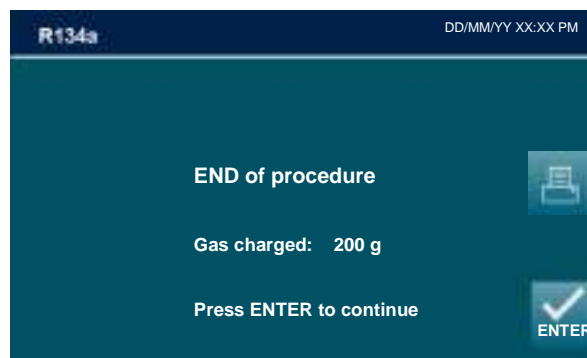 R134a DD/MM/YY XX:XX PM
END of procedure
Gas charged: 200 g
Press ENTER to continue
ENTER